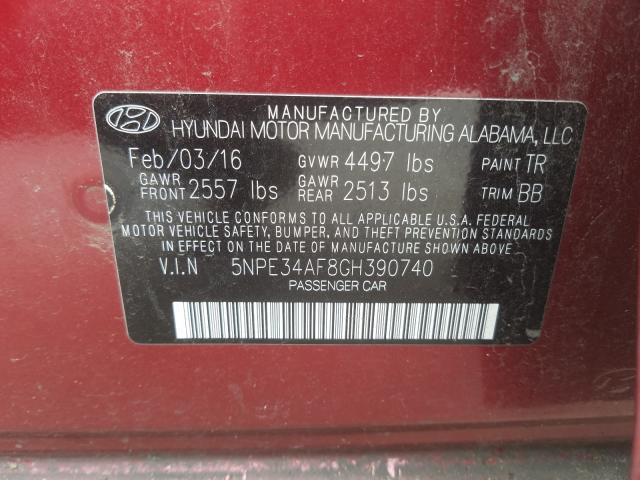 MANUFACTURED BY
HYUNDAI MOTOR MANUFACTURING ALABAMA, LLC
Feb/03/16 GVWR 4497 lbs PAINT TR
GAWR FRONT 2557 lbs GAWR REAR 2513 lbs TRIM BB
THIS VEHICLE CONFORMS TO ALL APPLICABLE U.S.A. FEDERAL
MOTOR VEHICLE SAFETY, BUMPER, AND THEFT PREVENTION STANDARDS
IN EFFECT ON THE DATE OF MANUFACTURE SHOWN ABOVE.
V.I.N 5NPE34AF8GH390740
PASSENGER CAR